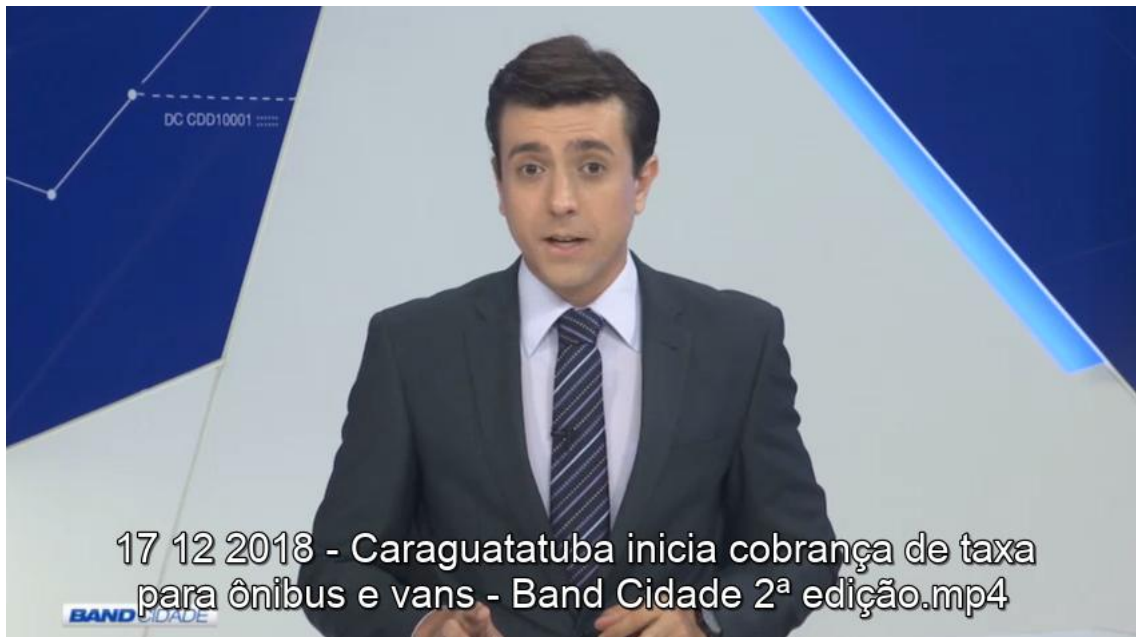 DC CDD10001 ::::::
17 12 2018 - Caraguatatuba inicia cobrança de taxa
para ônibus e vans - Band Cidade 2ª edição.mp4
BAND CIDADE